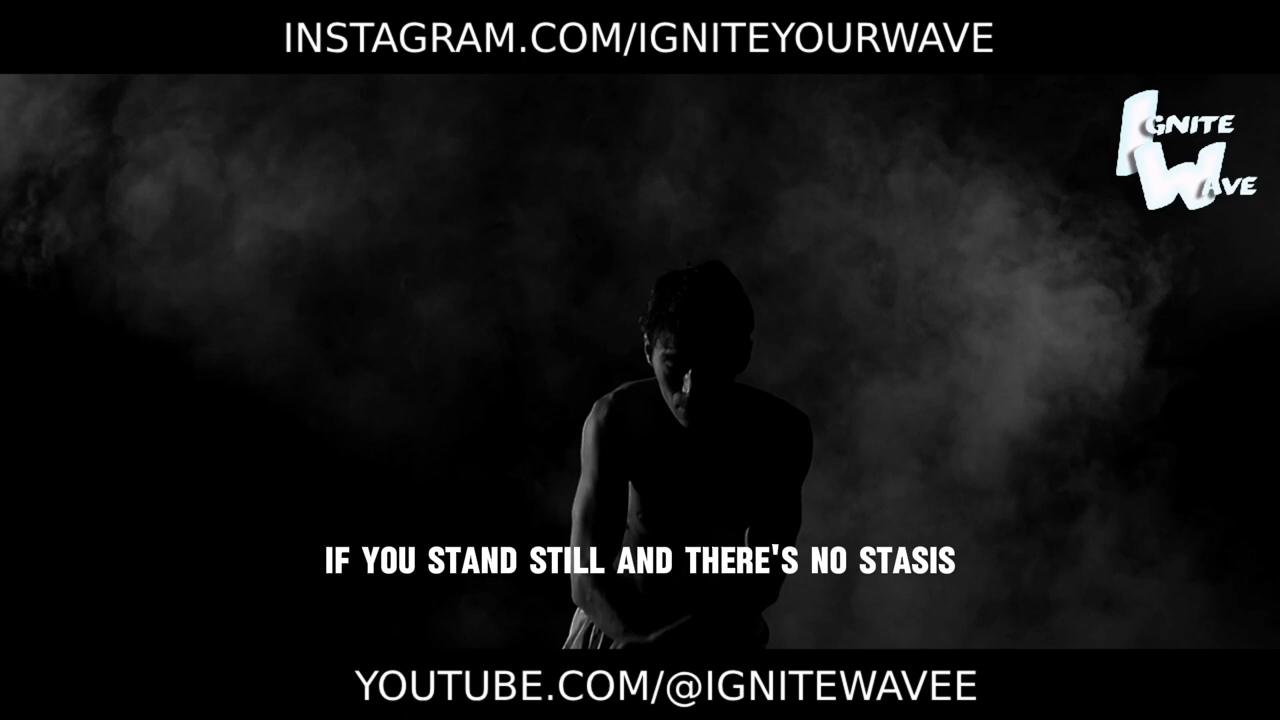 INSTAGRAM.COM/IGNITEYOURWAVE
IGNITE
WAVE
IF YOU STAND STILL AND THERE'S NO STASIS
YOUTUBE.COM/@IGNITEWAVEE